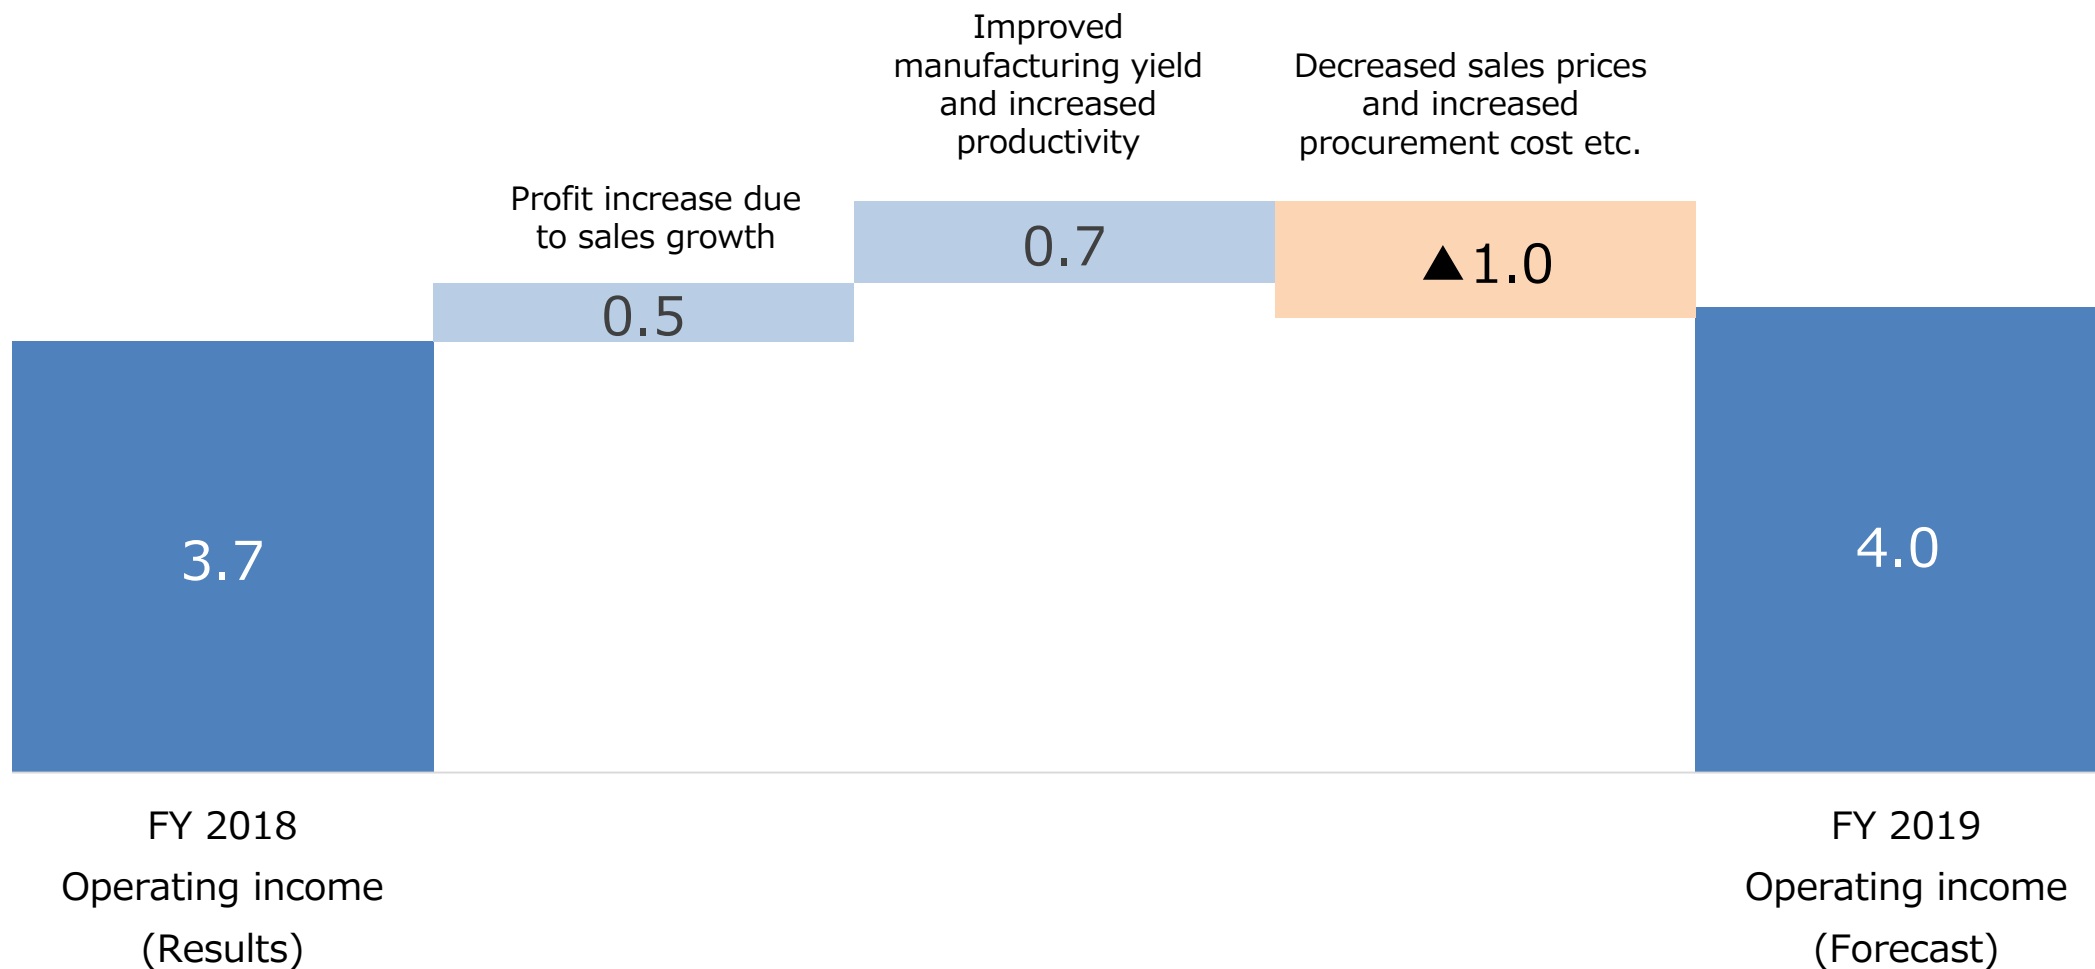 Improved
manufacturing yield
and increased
productivity
Decreased sales prices
and increased
procurement cost etc.
Profit increase due
to sales growth
0.7
▲1.0
0.5
3.7
4.0
FY 2018
Operating income
(Results)
FY 2019
Operating income
(Forecast)